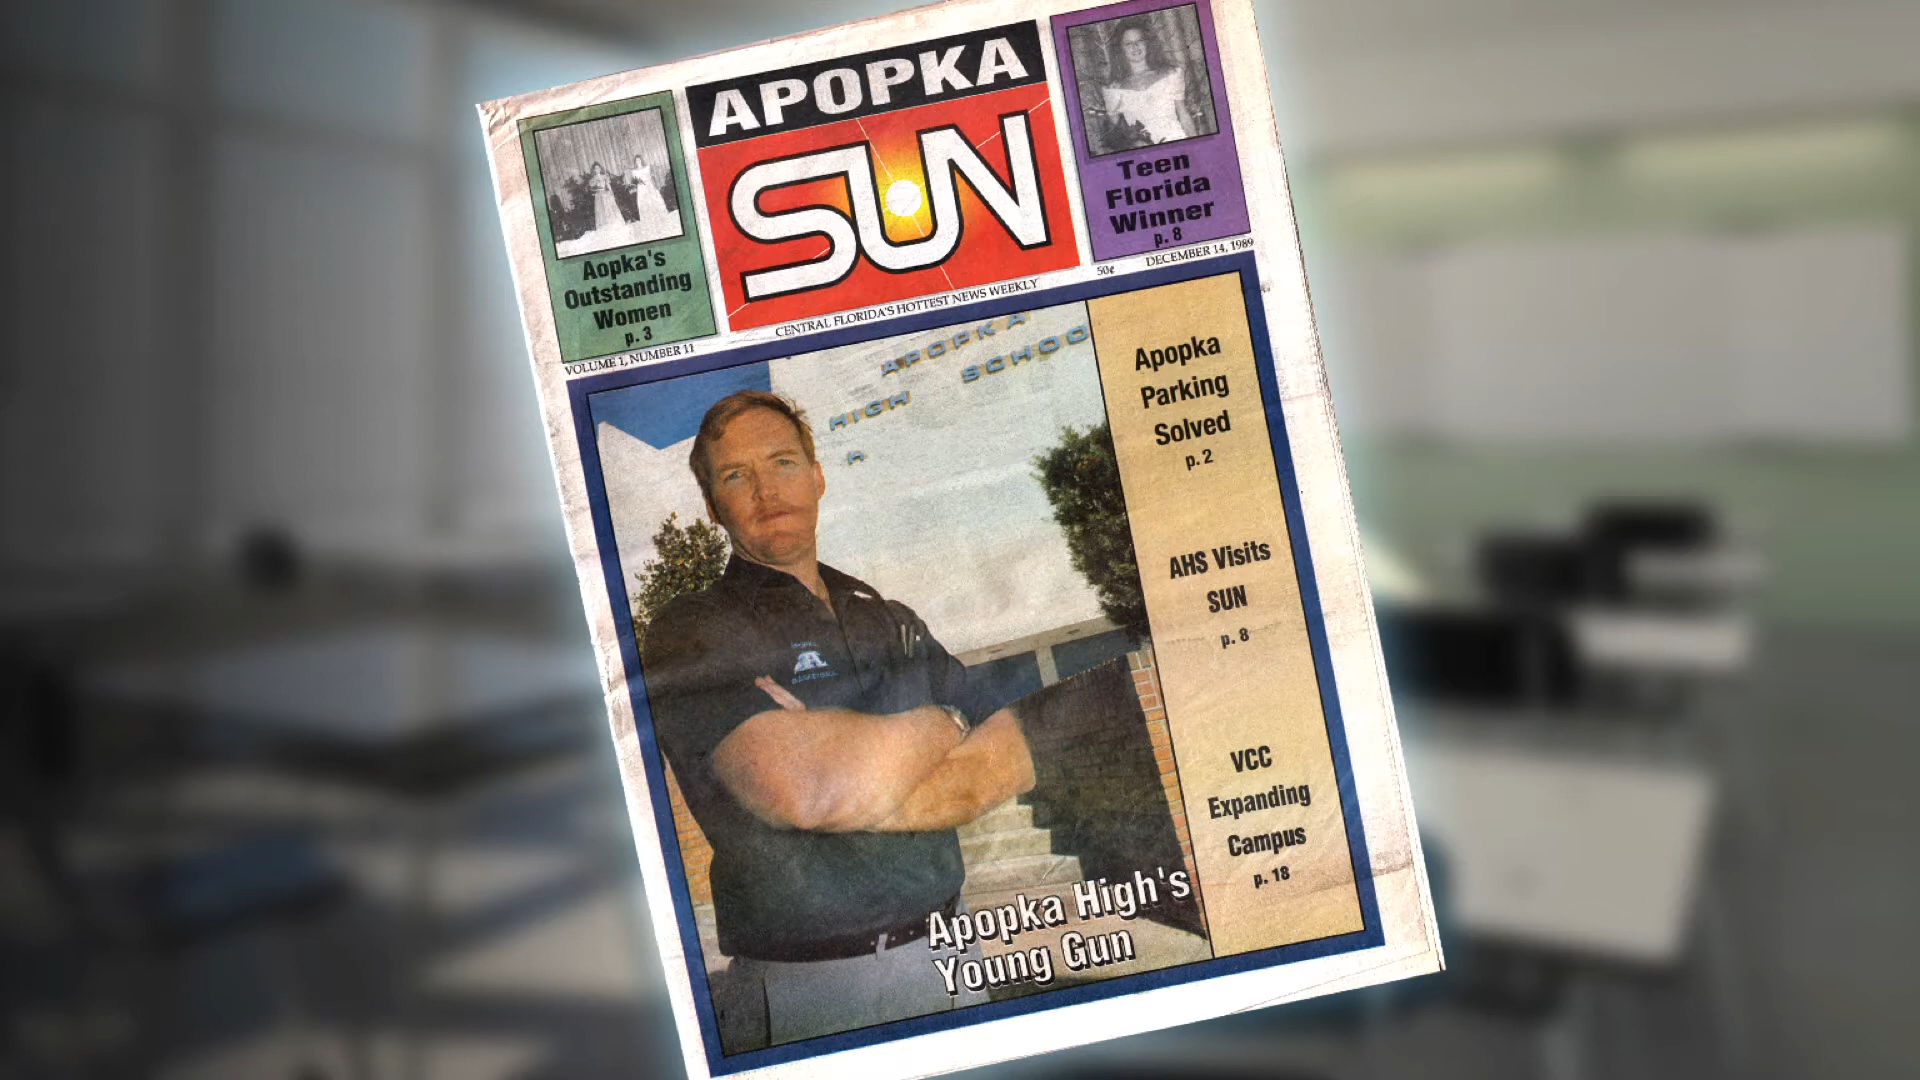 APOPKA
SUN
Aopka's
Outstanding
Women
p. 3
Teen
Florida
Winner
p. 8
VOLUME 1, NUMBER 11
CENTRAL FLORIDA'S HOTTEST NEWS WEEKLY
50¢
DECEMBER 14, 1989
APOPKA
HIGH SCHOO
A
A
BASKETBALL
Apopka
Parking
Solved
p. 2
AHS Visits
SUN
p. 8
VCC
Expanding
Campus
p. 18
Apopka High's
Young Gun